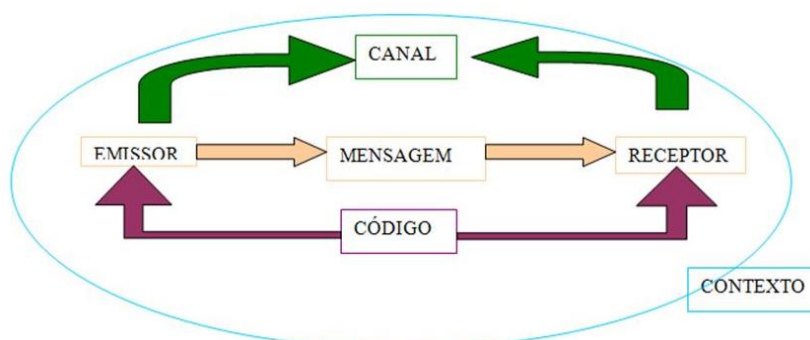 CANAL
EMISSOR
MENSAGEM
RECEPTOR
CÓDIGO
CONTEXTO